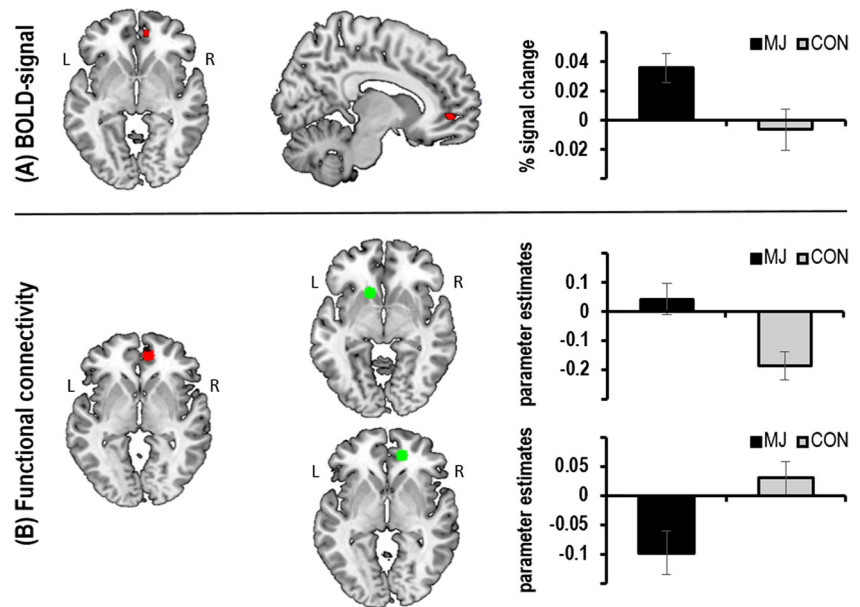 (A) BOLD-signal
L
R
% signal change
0.04
0.02
0
-0.02
MJ CON
(B) Functional connectivity
L
R
L
R
parameter estimates
0.1
0
-0.1
-0.2
MJ CON
L
R
parameter estimates
0.05
0
-0.05
-0.1
MJ CON